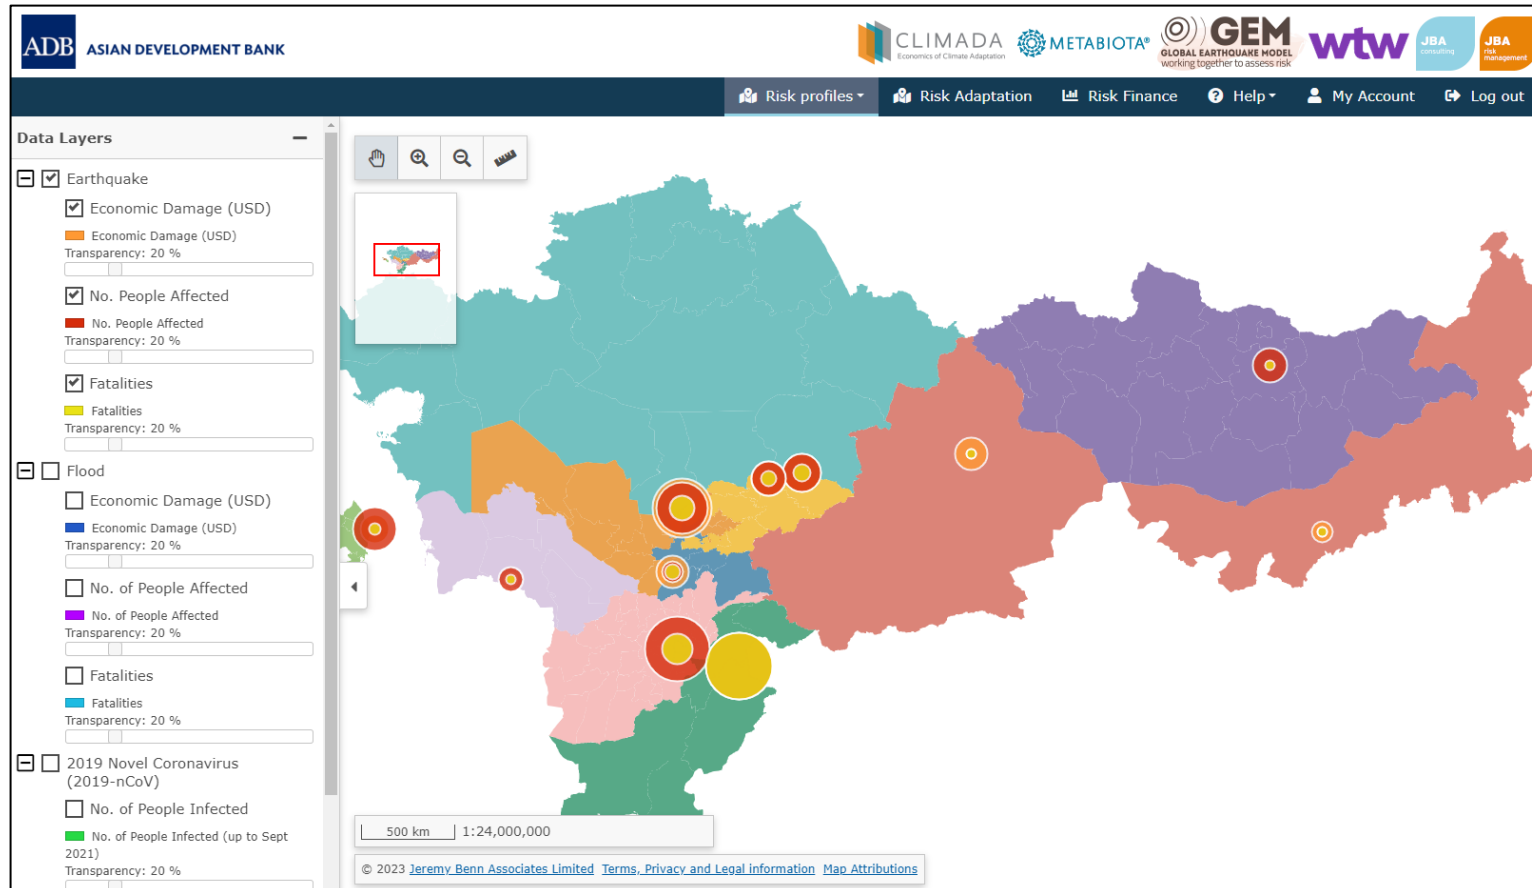 ADB ASIAN DEVELOPMENT BANK
CLIMADA
Economics of Climate Adaptation
METABIOTA®
GEM
GLOBAL EARTHQUAKE MODEL
working together to assess risk
wtw
JBA
consulting
JBA
risk
management
Risk profiles
Risk Adaptation
Risk Finance
Help
My Account
Log out
Data Layers
Earthquake
Economic Damage (USD)
Economic Damage (USD)
Transparency: 20 %
No. People Affected
No. People Affected
Transparency: 20 %
Fatalities
Fatalities
Transparency: 20 %
Flood
Economic Damage (USD)
Economic Damage (USD)
Transparency: 20 %
No. of People Affected
No. of People Affected
Transparency: 20 %
Fatalities
Fatalities
Transparency: 20 %
2019 Novel Coronavirus
(2019-nCoV)
No. of People Infected
No. of People Infected (up to Sept
2021)
Transparency: 20 %
500 km 1:24,000,000
© 2023 Jeremy Benn Associates Limited Terms, Privacy and Legal information Map Attributions